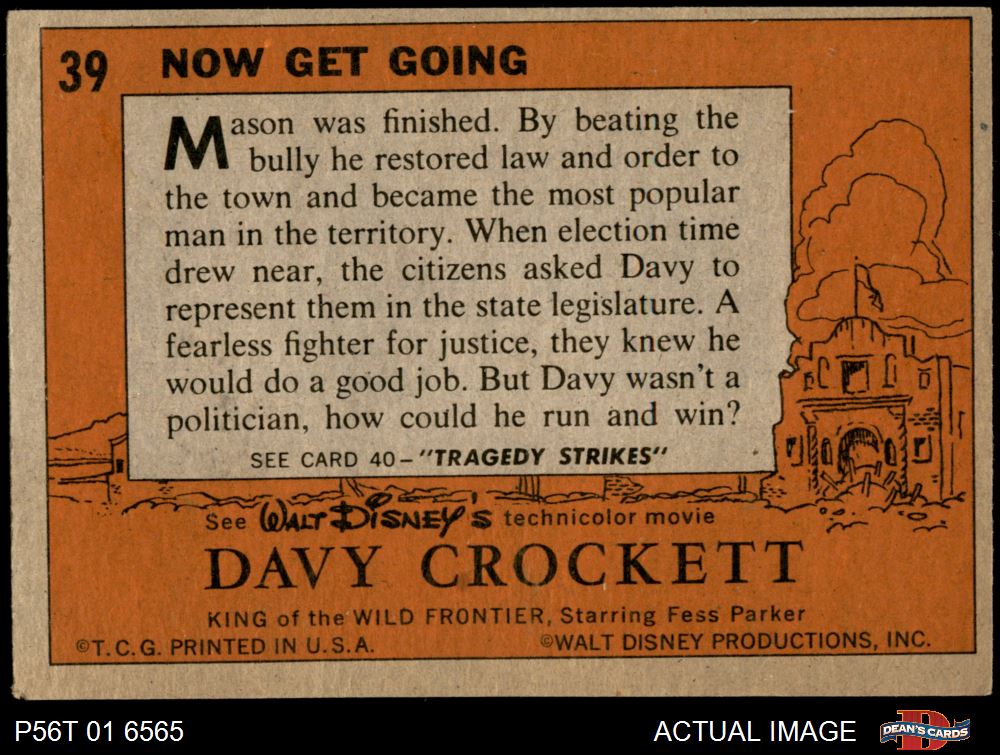 39 NOW GET GOING
Mason was finished. By beating the
bully he restored law and order to
the town and became the most popular
man in the territory. When election time
drew near, the citizens asked Davy to
represent them in the state legislature. A
fearless fighter for justice, they knew he
would do a good job. But Davy wasn't a
politician, how could he run and win?
SEE CARD 40—"TRAGEDY STRIKES"
See WALT DISNEY'S technicolor movie
DAVY CROCKETT
KING of the WILD FRONTIER, Starring Fess Parker
©T.C.G. PRINTED IN U.S.A. ©WALT DISNEY PRODUCTIONS, INC.
P56T 01 6565 ACTUAL IMAGE D DEAN'S CARDS